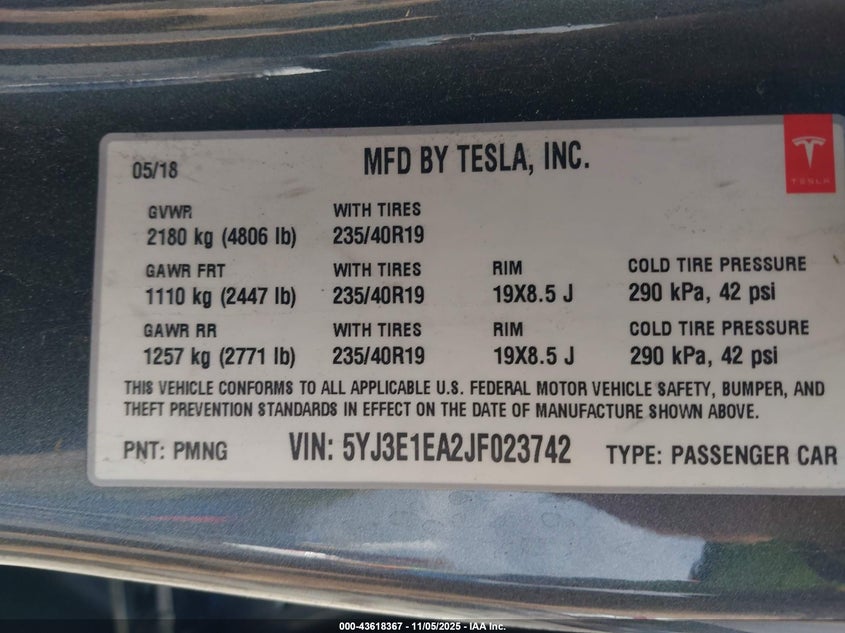 05/18 MFD BY TESLA, INC.
TESLA
GVWR WITH TIRES
2180 kg (4806 lb) 235/40R19
GAWR FRT WITH TIRES RIM COLD TIRE PRESSURE
1110 kg (2447 lb) 235/40R19 19X8.5 J 290 kPa, 42 psi
GAWR RR WITH TIRES RIM COLD TIRE PRESSURE
1257 kg (2771 lb) 235/40R19 19X8.5 J 290 kPa, 42 psi
THIS VEHICLE CONFORMS TO ALL APPLICABLE U.S. FEDERAL MOTOR VEHICLE SAFETY, BUMPER, AND
THEFT PREVENTION STANDARDS IN EFFECT ON THE DATE OF MANUFACTURE SHOWN ABOVE.
PNT: PMNG VIN: 5YJ3E1EA2JF023742 TYPE: PASSENGER CAR
000-43618367 - 11/05/2025 - IAA Inc.